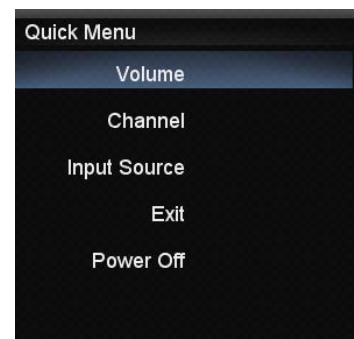 Quick Menu
Volume
Channel
Input Source
Exit
Power Off